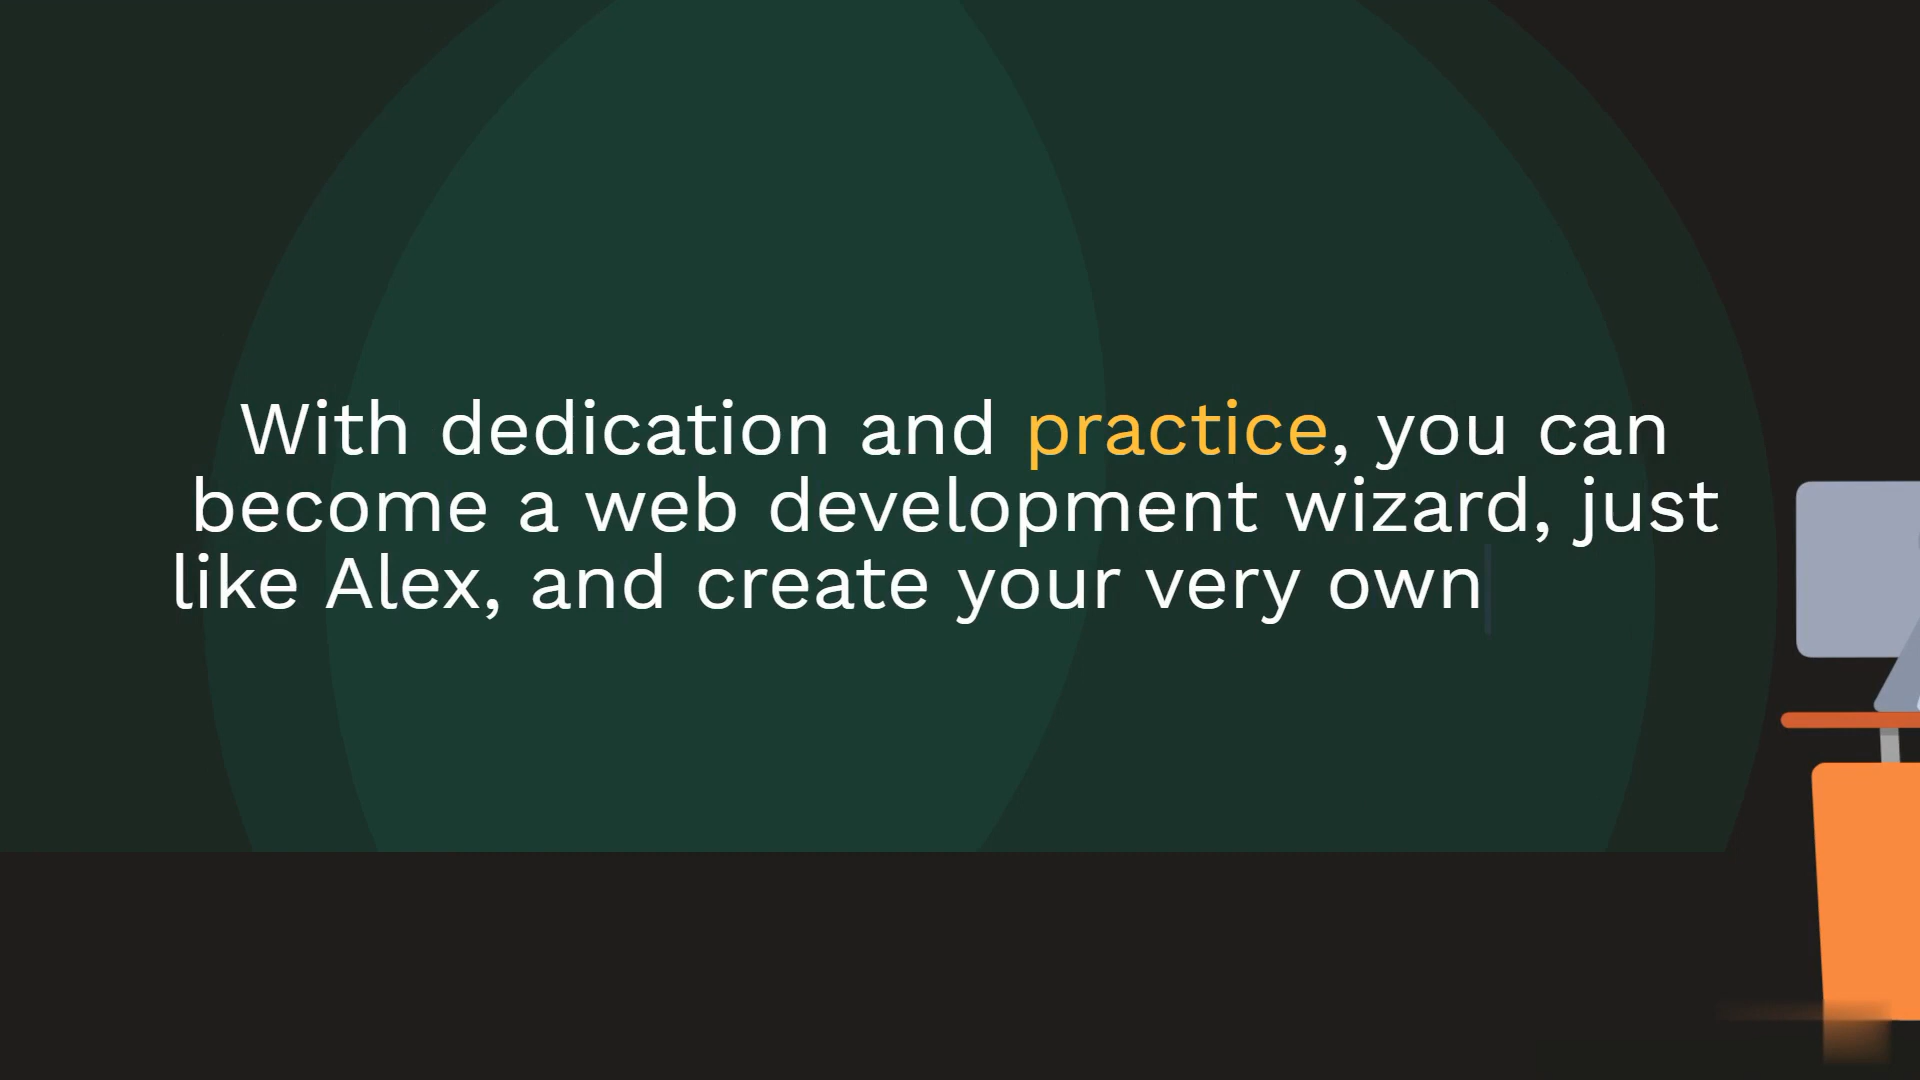 With dedication and practice, you can
become a web development wizard, just
like Alex, and create your very own